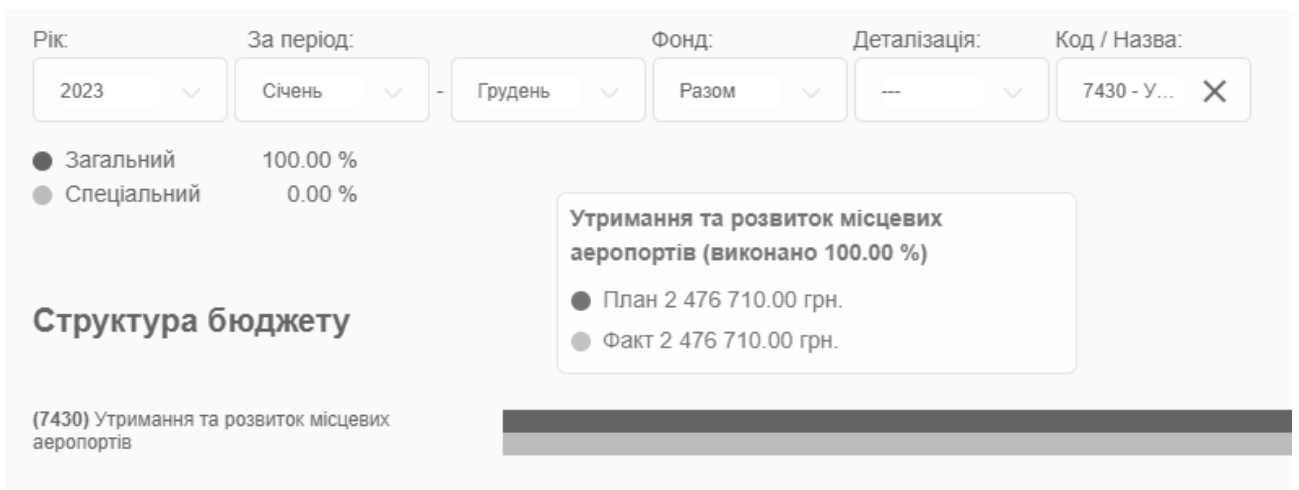 Рік: За період: Фонд: Деталізація: Код / Назва:
2023 Січень - Грудень Разом --- 7430 - У...
Загальний 100.00 %
Спеціальний 0.00 %
Утримання та розвиток місцевих
аеропортів (виконано 100.00 %)
План 2 476 710.00 грн.
Факт 2 476 710.00 грн.
Структура бюджету
(7430) Утримання та розвиток місцевих
аеропортів